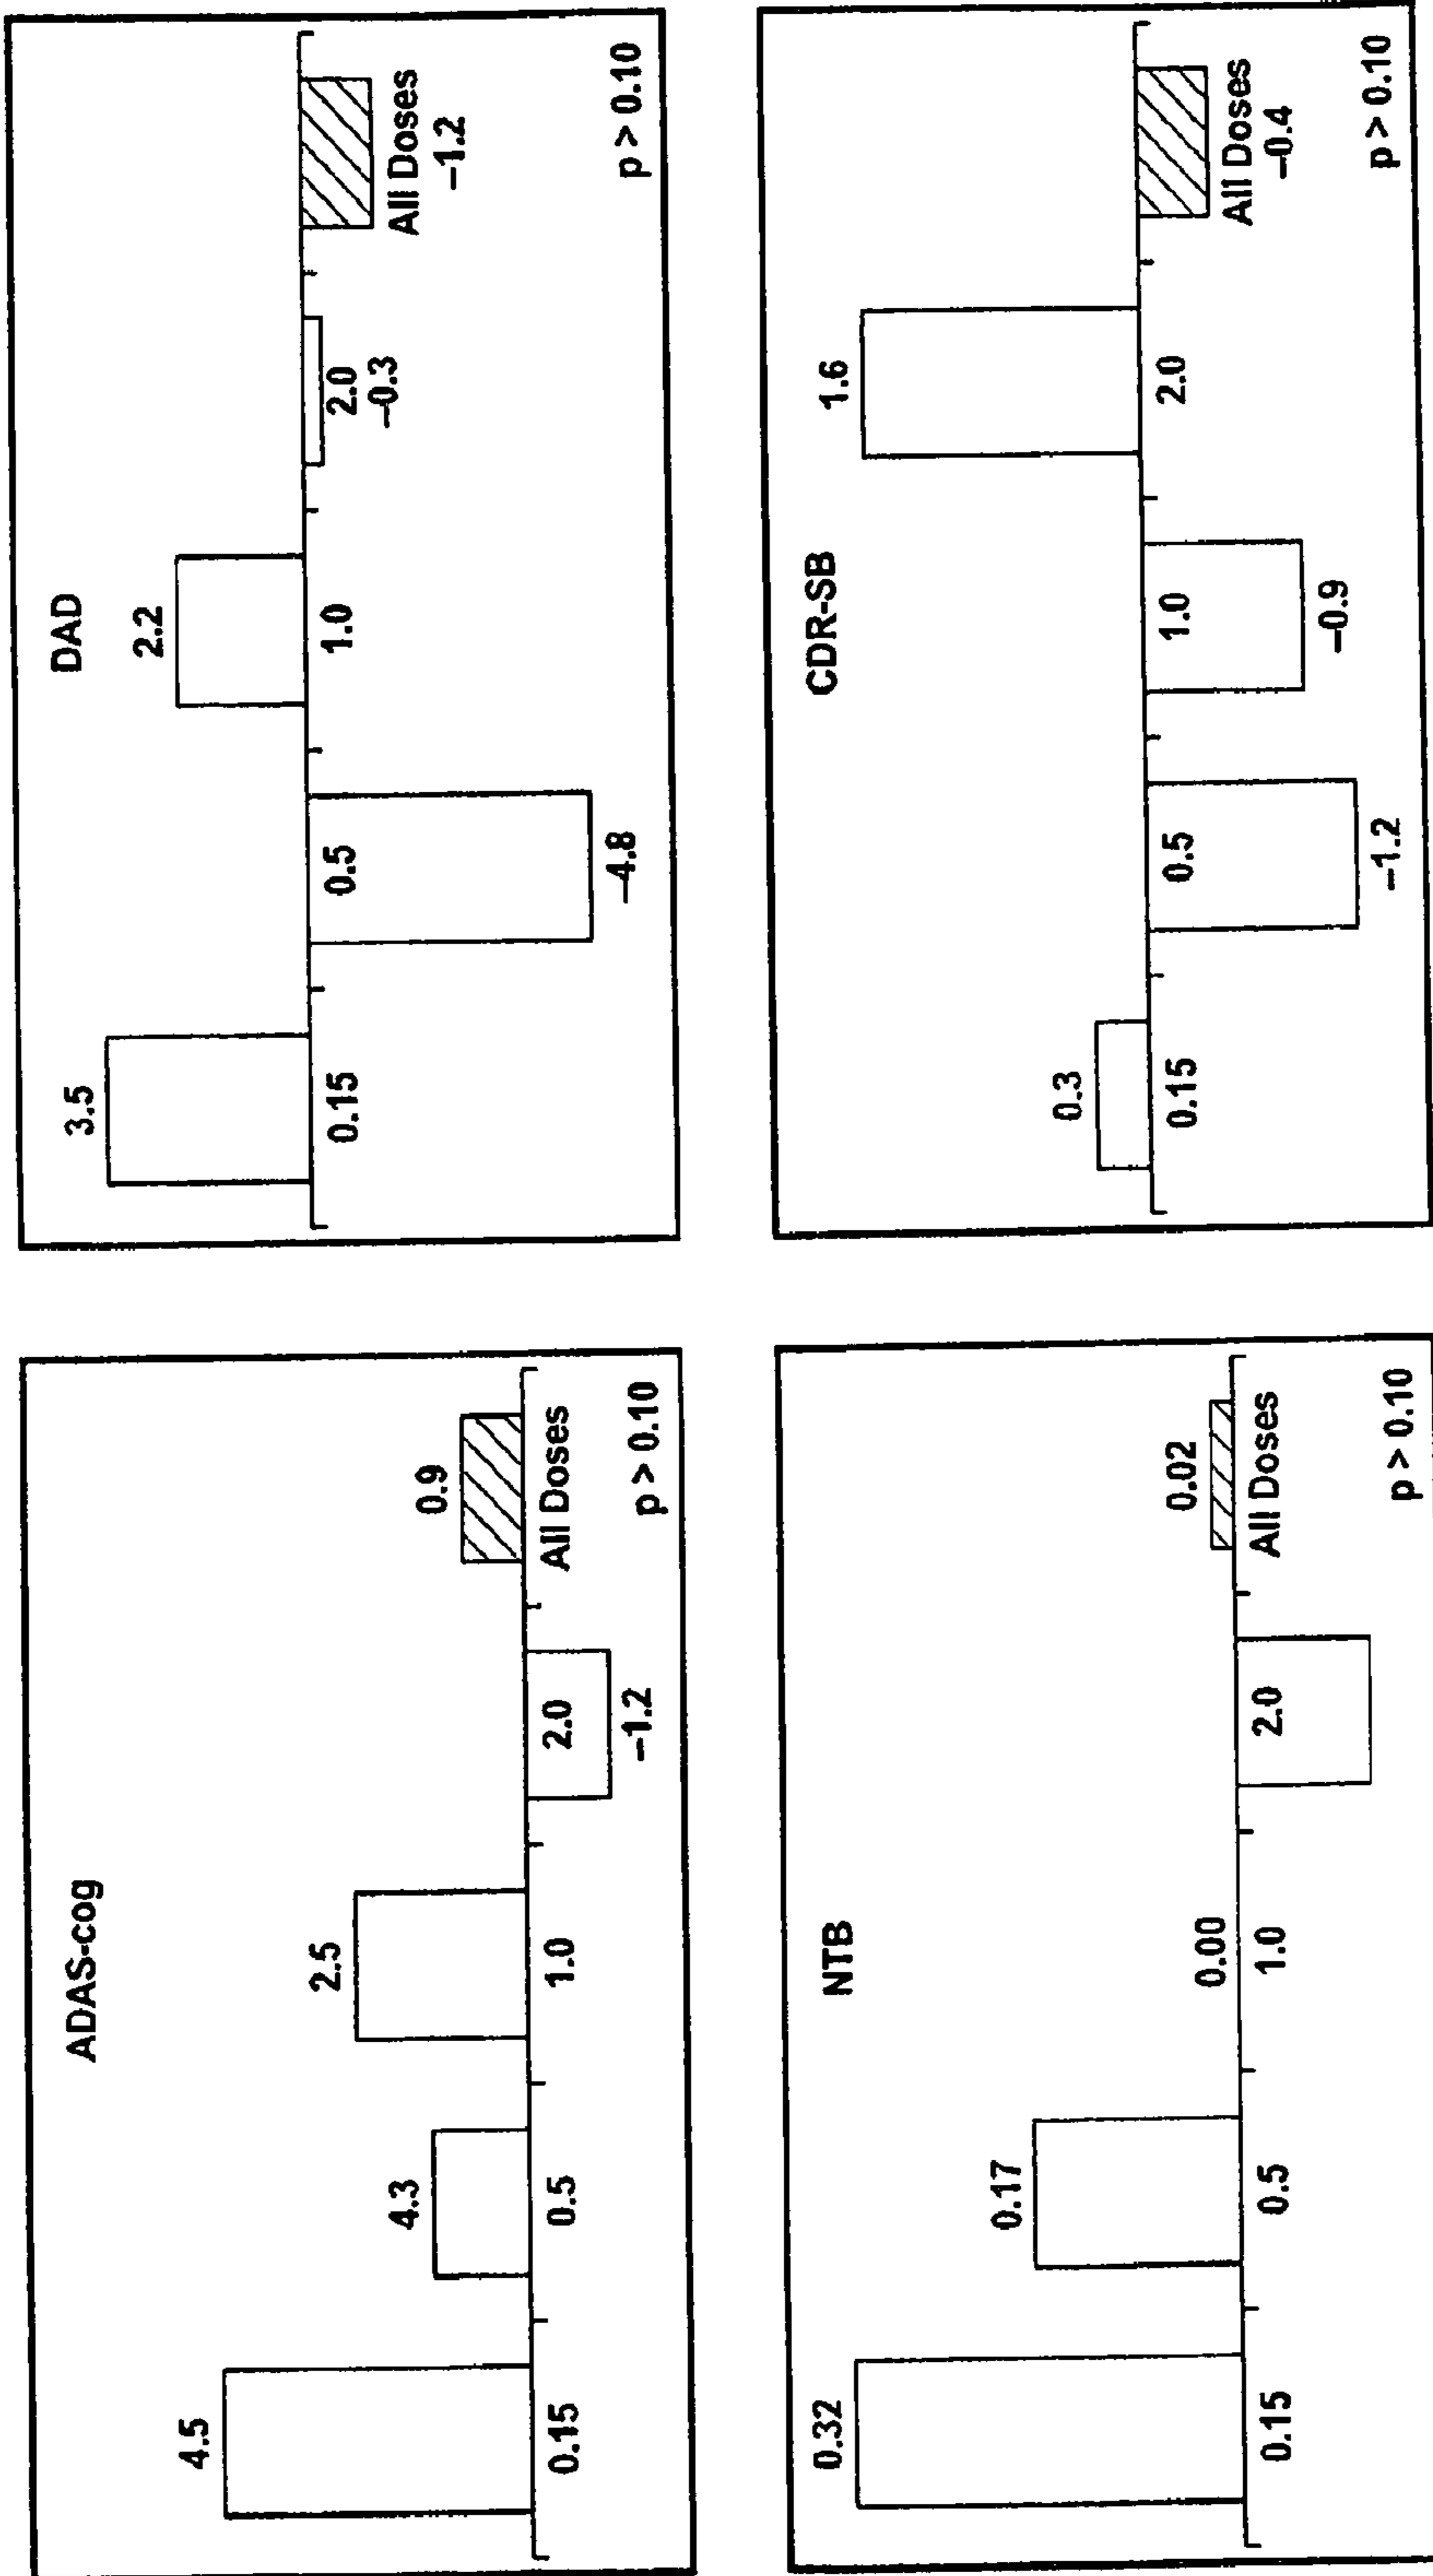 ADAS-cog
4.5
4.3
2.5
0.9
0.15
0.5
1.0
2.0
All Doses
–1.2
p > 0.10
DAD
3.5
2.2
0.15
0.5
1.0
2.0
–0.3
All Doses
–1.2
–4.8
p > 0.10
NTB
0.32
0.17
0.00
0.02
0.15
0.5
1.0
2.0
All Doses
p > 0.10
CDR-SB
0.3
1.6
0.15
0.5
1.0
2.0
All Doses
–0.4
–1.2
–0.9
p > 0.10